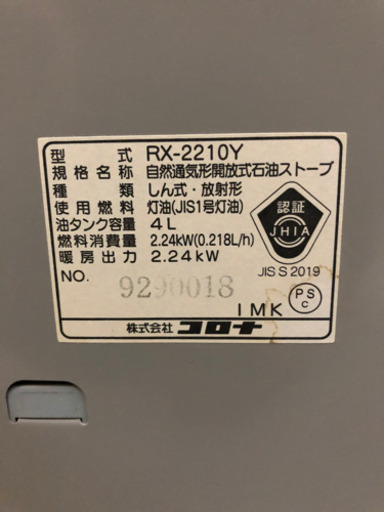 型式 RX-2210Y
規格名称 自然通気形開放式石油ストーブ
種類 しん式・放射形
使用燃料 灯油(JIS1号灯油)
油タンク容量 4L
燃料消費量 2.24kW(0.218L/h)
暖房出力 2.24kW
NO. 9290018
認証
JHIA
JIS S 2019
1MK
PS
C
株式会社 コロナ